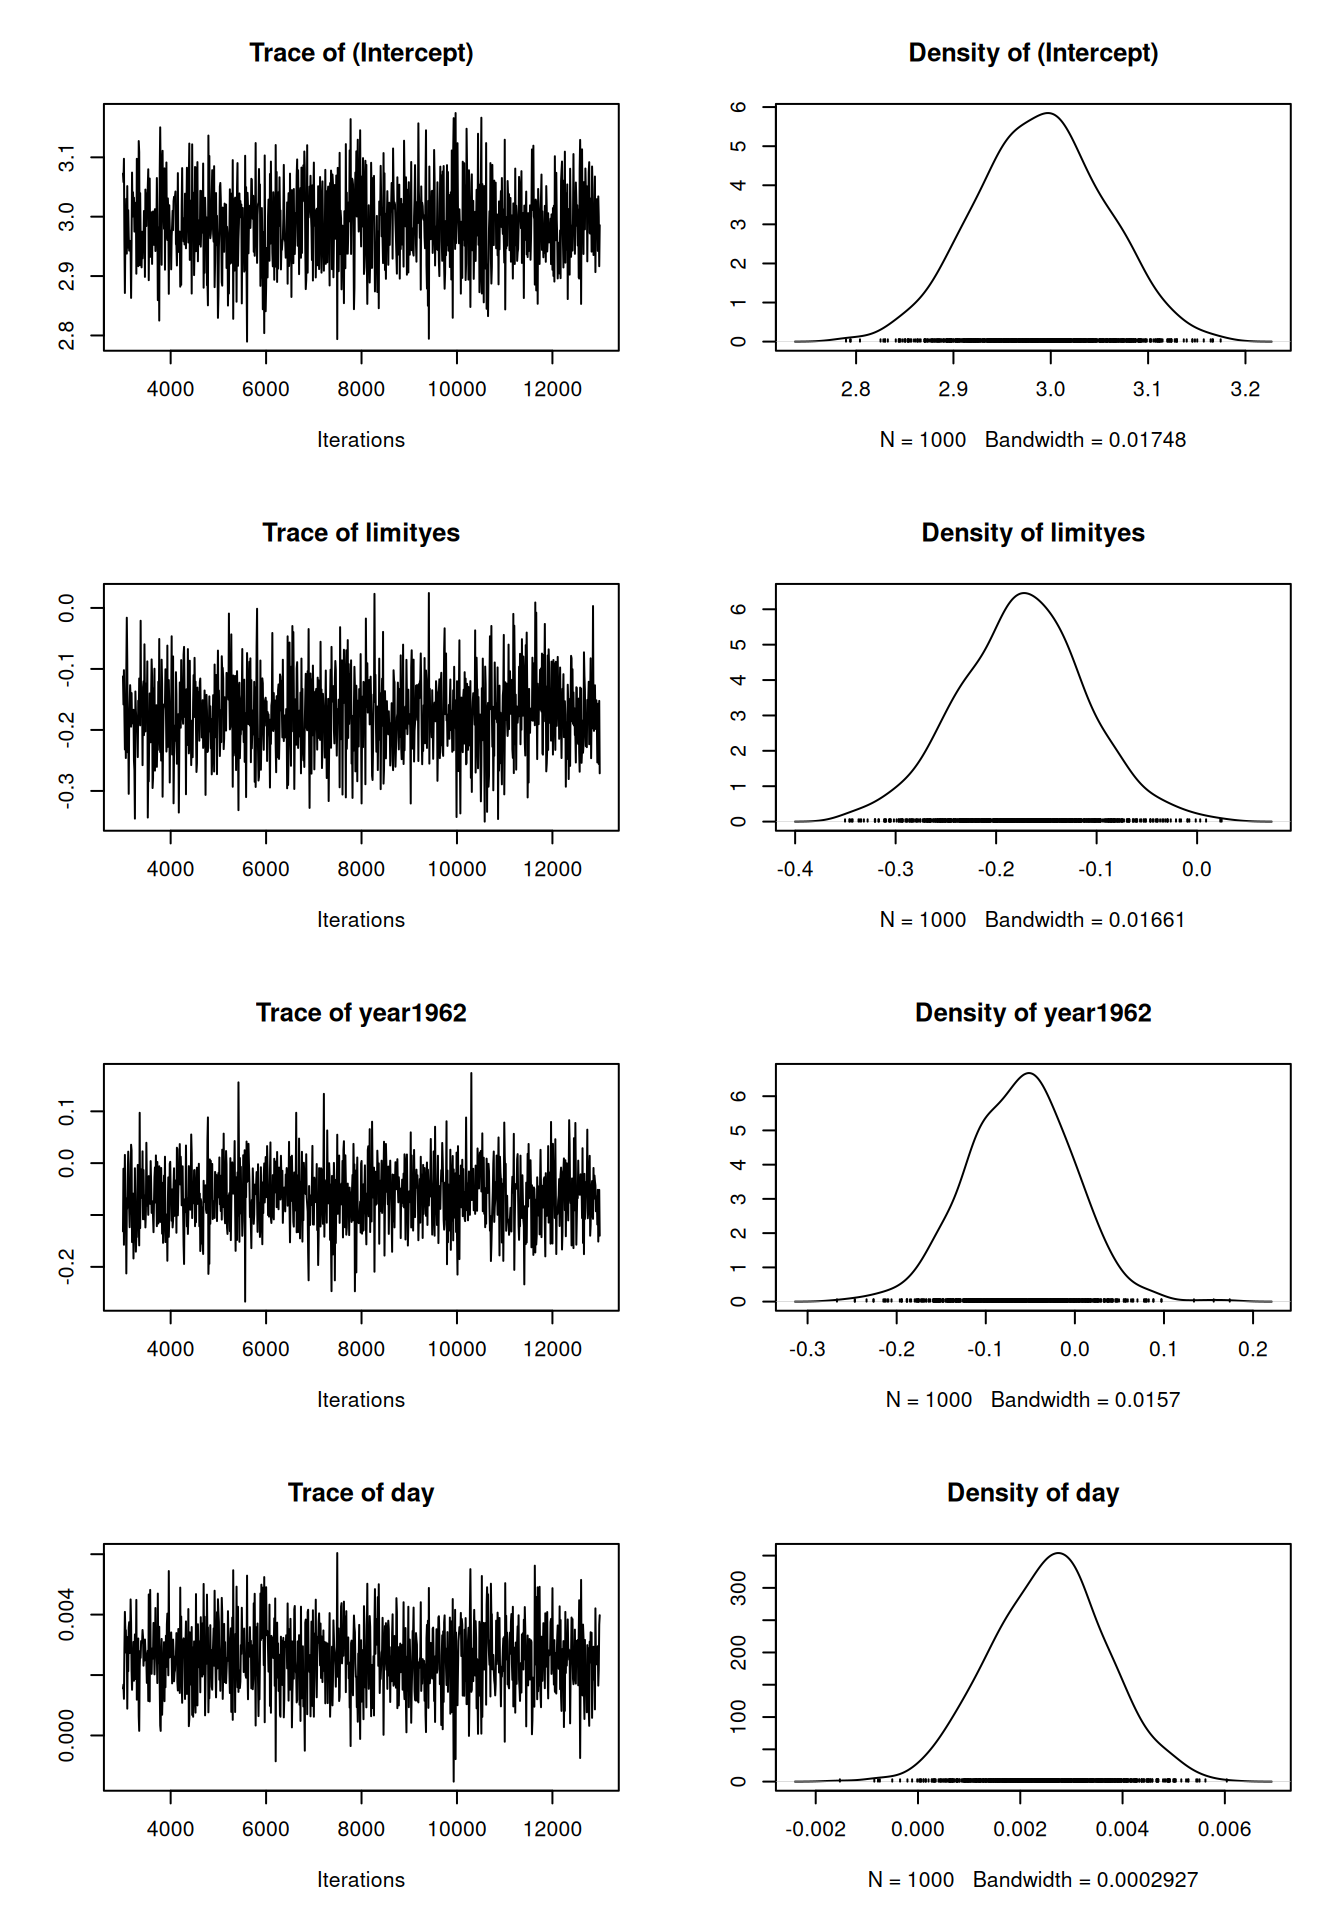 Trace of (Intercept)
3.1
3.0
2.9
2.8
4000 6000 8000 10000 12000
Iterations
Density of (Intercept)
6
5
4
3
2
1
0
2.8 2.9 3.0 3.1 3.2
N = 1000 Bandwidth = 0.01748
Trace of limityes
0.0
-0.1
-0.2
-0.3
4000 6000 8000 10000 12000
Iterations
Density of limityes
6
5
4
3
2
1
0
-0.4 -0.3 -0.2 -0.1 0.0
N = 1000 Bandwidth = 0.01661
Trace of year1962
0.1
0.0
-0.2
4000 6000 8000 10000 12000
Iterations
Density of year1962
6
5
4
3
2
1
0
-0.3 -0.2 -0.1 0.0 0.1 0.2
N = 1000 Bandwidth = 0.0157
Trace of day
0.004
0.000
4000 6000 8000 10000 12000
Iterations
Density of day
300
200
100
0
-0.002 0.000 0.002 0.004 0.006
N = 1000 Bandwidth = 0.0002927